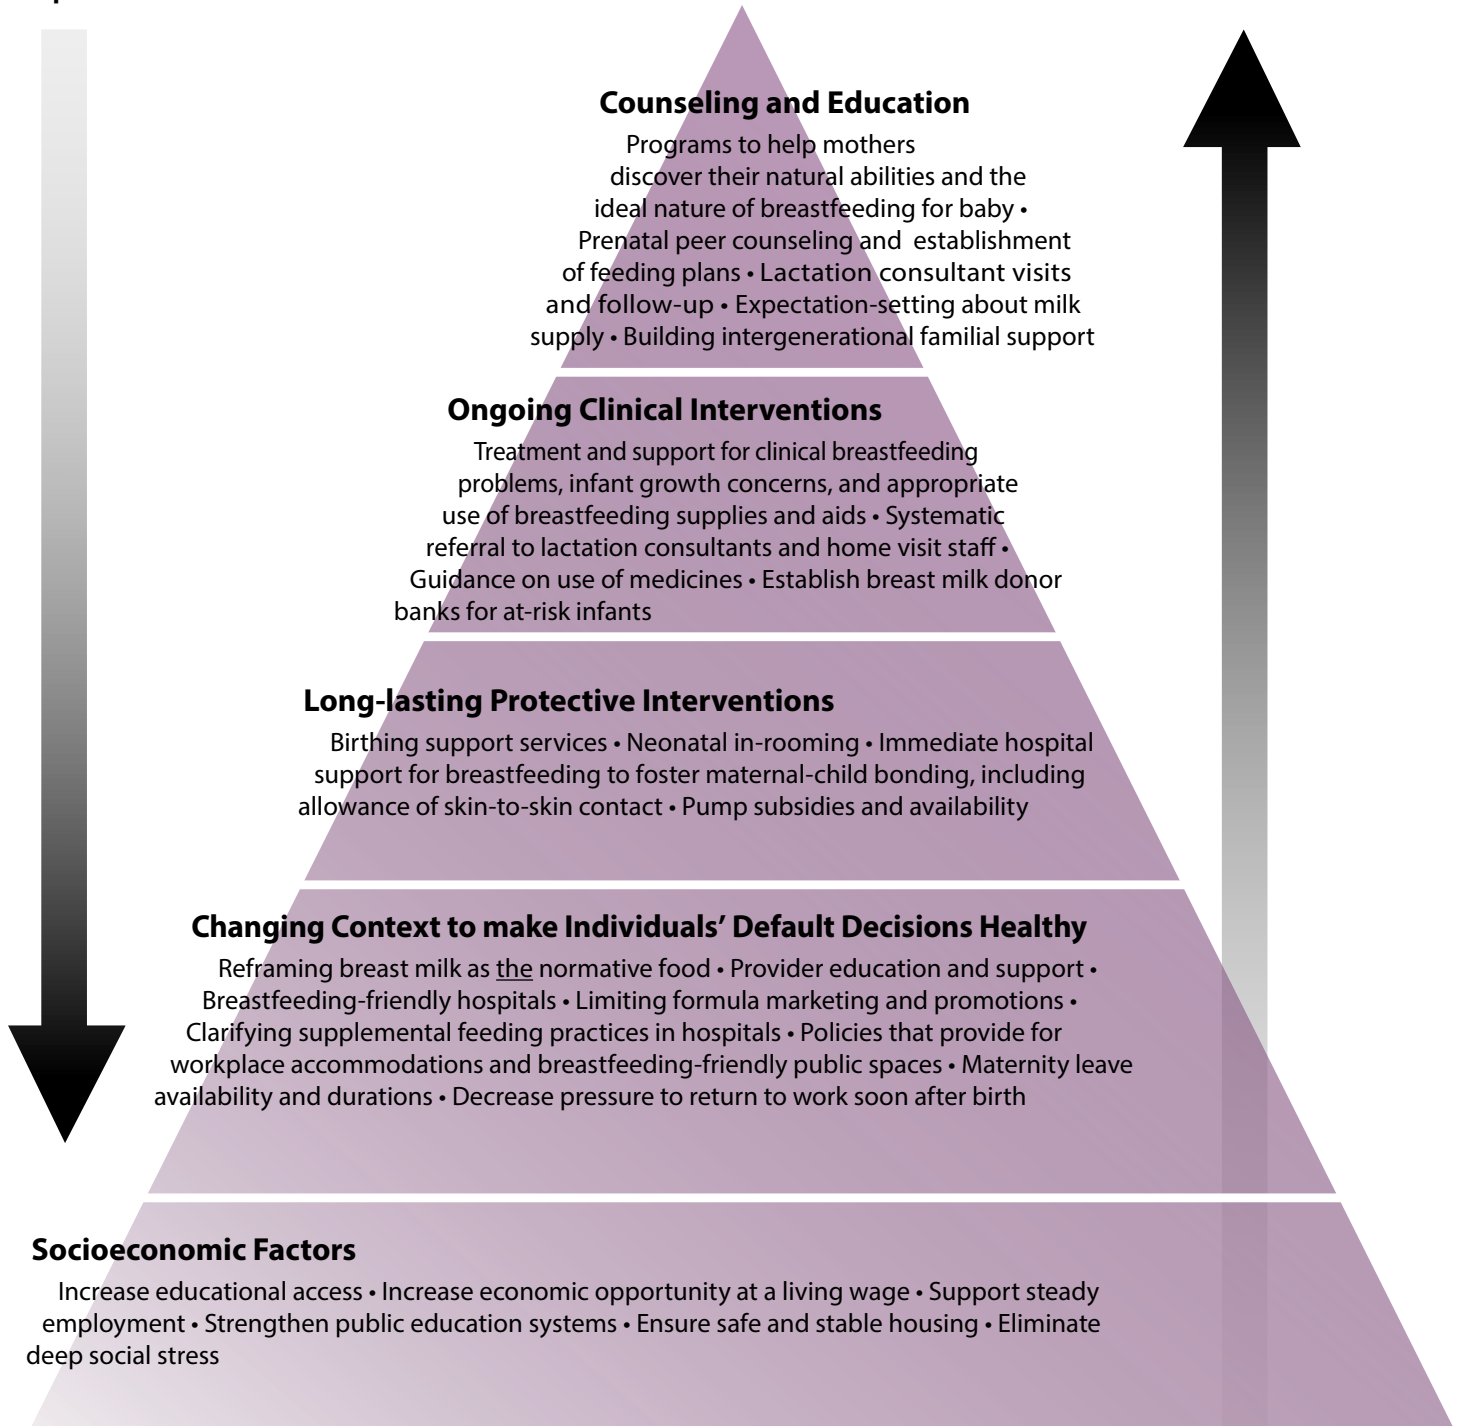 Counseling and Education
Programs to help mothers
discover their natural abilities and the
ideal nature of breastfeeding for baby •
Prenatal peer counseling and establishment
of feeding plans • Lactation consultant visits
and follow-up • Expectation-setting about milk
supply • Building intergenerational familial support
Ongoing Clinical Interventions
Treatment and support for clinical breastfeeding
problems, infant growth concerns, and appropriate
use of breastfeeding supplies and aids • Systematic
referral to lactation consultants and home visit staff •
Guidance on use of medicines • Establish breast milk donor
banks for at-risk infants
Long-lasting Protective Interventions
Birthing support services • Neonatal in-rooming • Immediate hospital
support for breastfeeding to foster maternal-child bonding, including
allowance of skin-to-skin contact • Pump subsidies and availability
Changing Context to make Individuals’ Default Decisions Healthy
Reframing breast milk as the normative food • Provider education and support •
Breastfeeding-friendly hospitals • Limiting formula marketing and promotions •
Clarifying supplemental feeding practices in hospitals • Policies that provide for
workplace accommodations and breastfeeding-friendly public spaces • Maternity leave
availability and durations • Decrease pressure to return to work soon after birth
Socioeconomic Factors
Increase educational access • Increase economic opportunity at a living wage • Support steady
employment • Strengthen public education systems • Ensure safe and stable housing • Eliminate
deep social stress